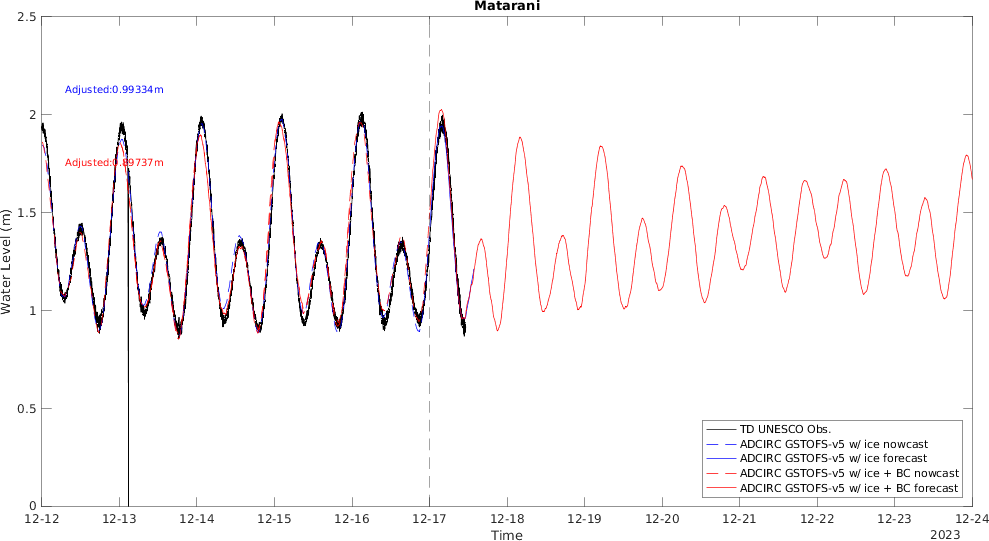 Matarani
2.5
2
1.5
1
0.5
0
Water Level (m)
Adjusted:0.99334m
Adjusted:0.89737m
TD UNESCO Obs.
ADCIRC GSTOFS-v5 w/ ice nowcast
ADCIRC GSTOFS-v5 w/ ice forecast
ADCIRC GSTOFS-v5 w/ ice + BC nowcast
ADCIRC GSTOFS-v5 w/ ice + BC forecast
12-12 12-13 12-14 12-15 12-16 12-17 12-18 12-19 12-20 12-21 12-22 12-23 12-24
Time
2023